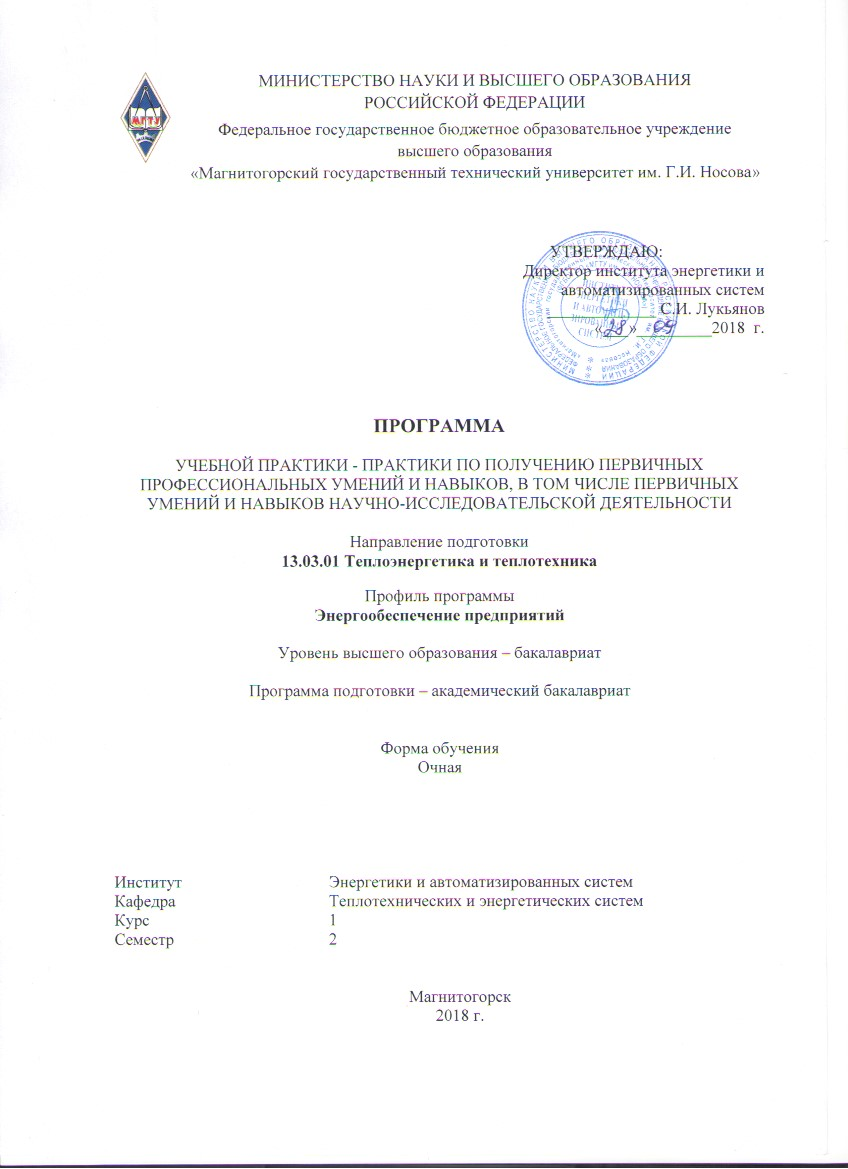 МГТУ
МИНИСТЕРСТВО НАУКИ И ВЫСШЕГО ОБРАЗОВАНИЯ
РОССИЙСКОЙ ФЕДЕРАЦИИ
Федеральное государственное бюджетное образовательное учреждение
высшего образования
«Магнитогорский государственный технический университет им. Г.И. Носова»
УТВЕРЖДАЮ:
Директор института энергетики и
автоматизированных систем
С.И. Лукьянов
«28» 09 2018 г.
ПРОГРАММА
УЧЕБНОЙ ПРАКТИКИ - ПРАКТИКИ ПО ПОЛУЧЕНИЮ ПЕРВИЧНЫХ
ПРОФЕССИОНАЛЬНЫХ УМЕНИЙ И НАВЫКОВ, В ТОМ ЧИСЛЕ ПЕРВИЧНЫХ
УМЕНИЙ И НАВЫКОВ НАУЧНО-ИССЛЕДОВАТЕЛЬСКОЙ ДЕЯТЕЛЬНОСТИ
Направление подготовки
13.03.01 Теплоэнергетика и теплотехника
Профиль программы
Энергообеспечение предприятий
Уровень высшего образования – бакалавриат
Программа подготовки – академический бакалавриат
Форма обучения
Очная
Институт Энергетики и автоматизированных систем
Кафедра Теплотехнических и энергетических систем
Курс 1
Семестр 2
Магнитогорск
2018 г.